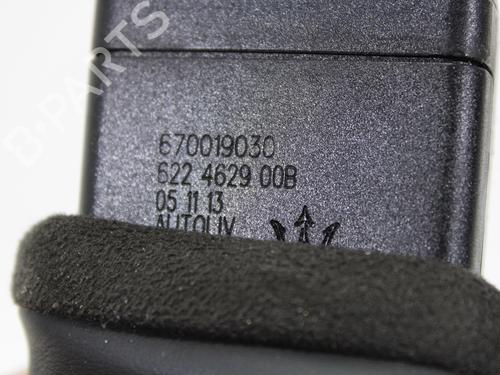 B-PARTS
670019030
622 4629 00B
05 11 13
AUTOLIV